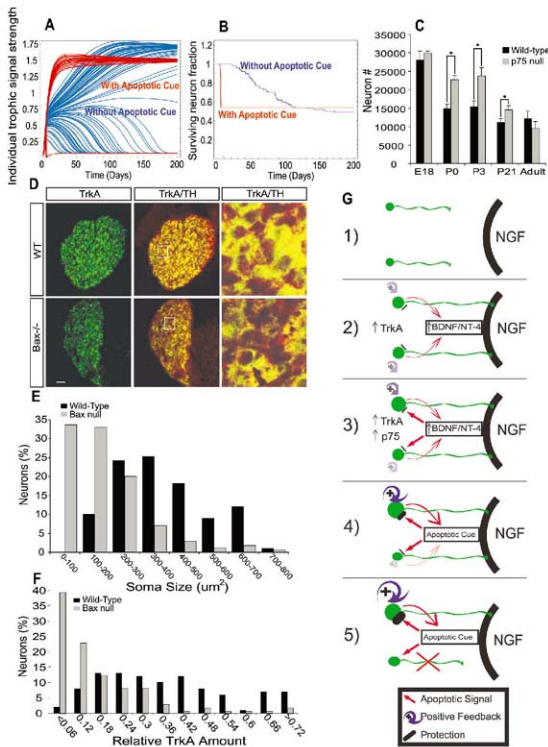 A
Individual trophic signal strength
1.75
1.5
1.25
1
0.75
0.5
0.25
0
With Apoptotic Cue
Without Apoptotic Cue
0 50 100 150 200
Time (Days)
B
Surviving neuron fraction
1.2
1
0.8
0.6
0.4
0.2
Without Apoptotic Cue
With Apoptotic Cue
0 50 100 150 200
Time (Days)
C
Neuron #
35000
30000
25000
20000
15000
10000
5000
0
Wild-type
p75 null
* * *
E18 P0 P3 P21 Adult
D
TrkA TrkA/TH TrkA/TH
WT
Bax-/-
E
Neurons (%)
35
30
25
20
15
10
5
0
Wild-Type
Bax null
0-100 100-200 200-300 300-400 400-500 500-600 600-700 700-800
Soma Size (um²)
F
Neurons (%)
40
35
30
25
20
15
10
5
0
Wild-Type
Bax null
<0.06 0.12 0.18 0.24 0.3 0.36 0.42 0.48 0.54 0.6 0.66 >0.72
Relative TrkA Amount
G
1)
NGF
2)
↑ TrkA
↑BDNF/NT-4
NGF
3)
↑ TrkA
↑ p75
↑BDNF/NT-4
NGF
4)
Apoptotic Cue
NGF
5)
Apoptotic Cue
NGF
Apoptotic Signal
Positive Feedback
Protection